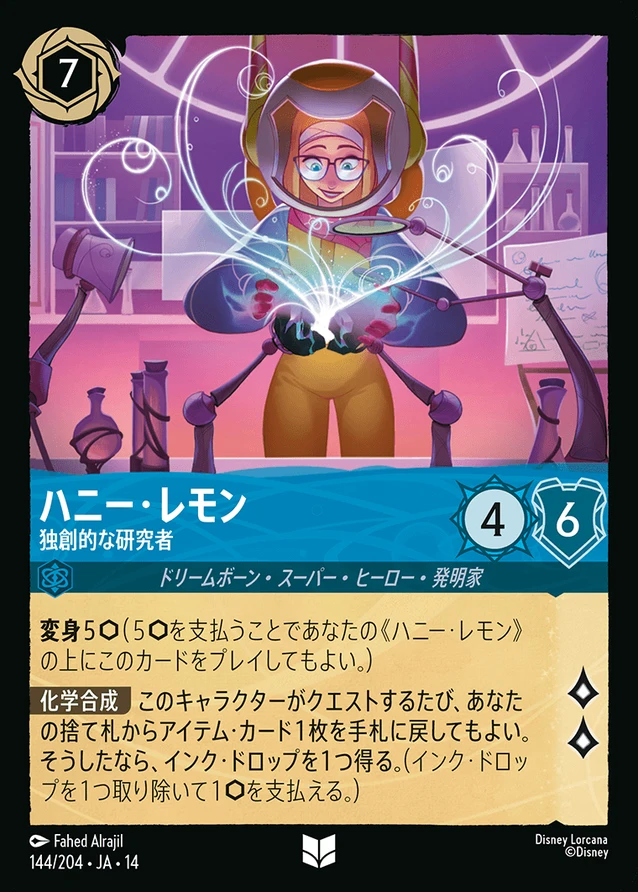 7
ハニー・レモン
独創的な研究者
4
6
ドリームボーン・スーパー・ヒーロー・発明家
変身5⬡(5⬡を支払うことであなたの《ハニー・レモン》
の上にこのカードをプレイしてもよい。)
化学合成 このキャラクターがクエストするたび、あなた
の捨て札からアイテム・カード1枚を手札に戻してもよい。
そうしたなら、インク・ドロップを1つ得る。(インク・ドロッ
プを1つ取り除いて1⬡を支払える。)
Fahed Alrajil
144/204・JA・14
Disney Lorcana
©Disney